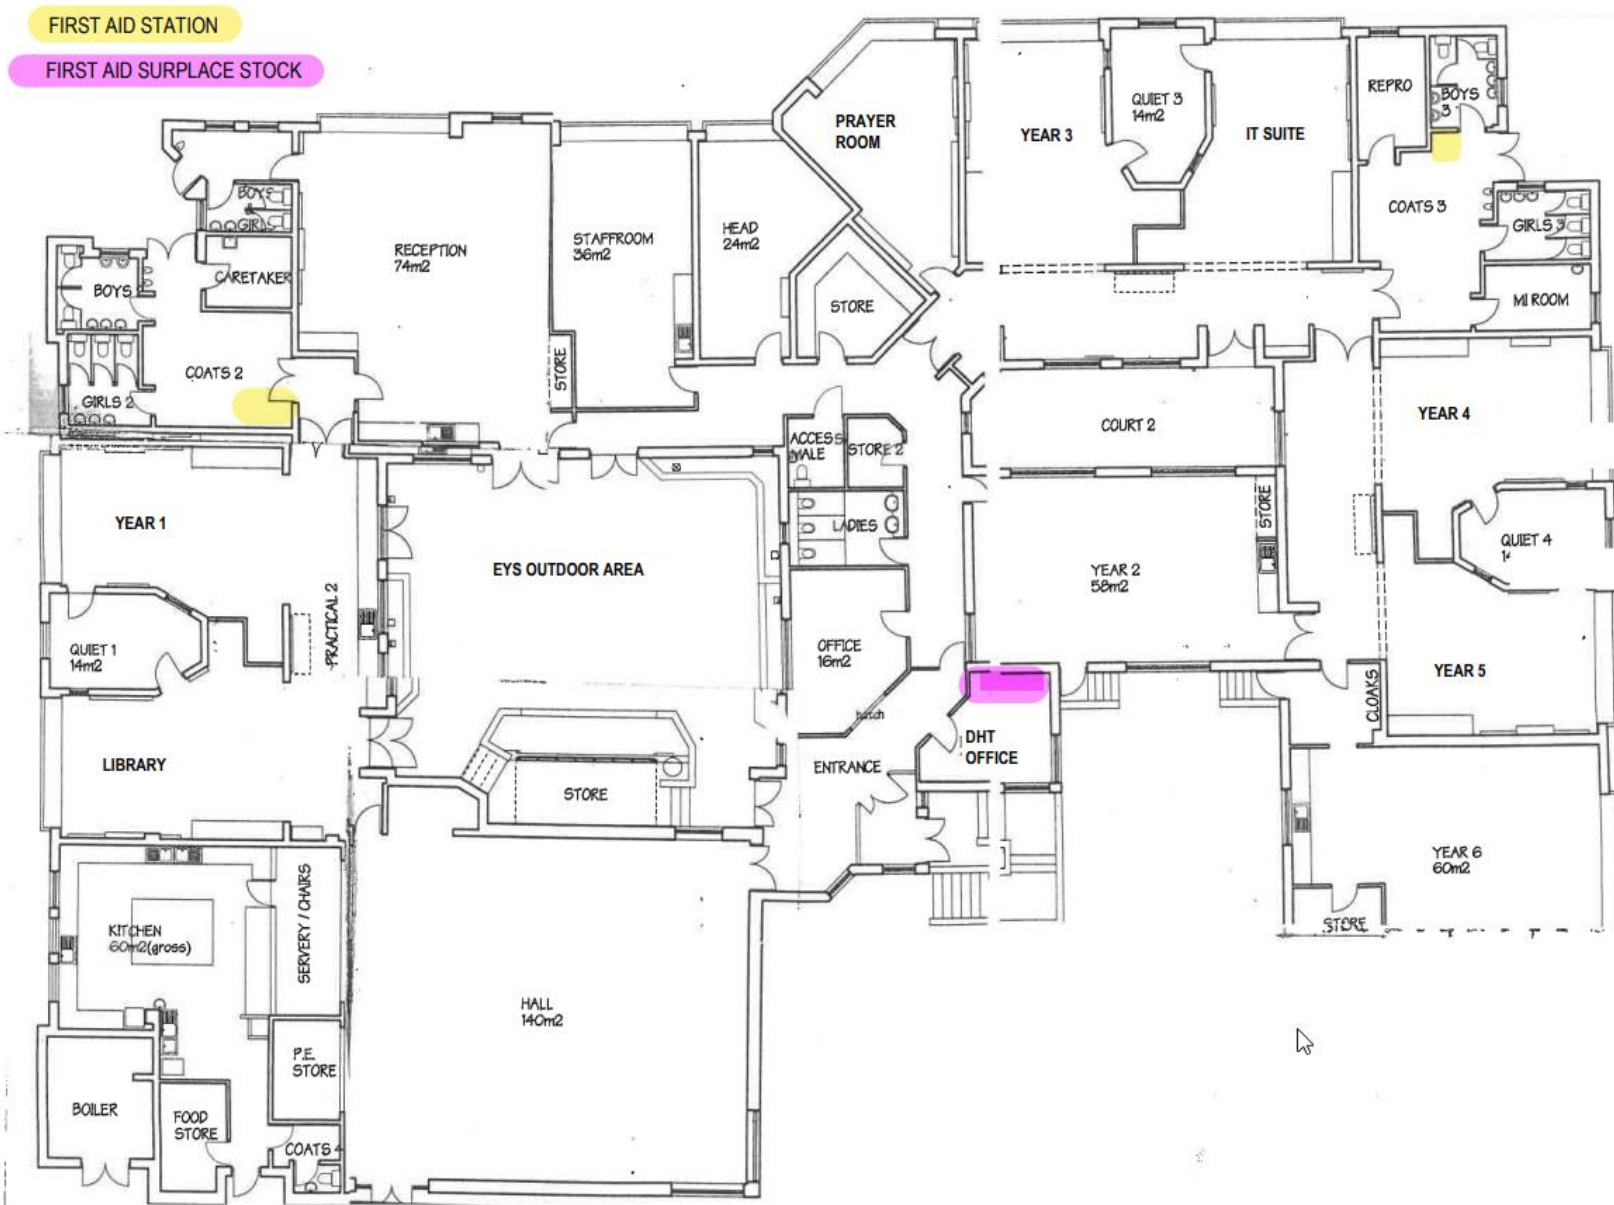 FIRST AID STATION
FIRST AID SURPLACE STOCK
PRAYER
ROOM
YEAR 3
QUIET 3
14m2
IT SUITE
REPRO
BOYS
3
COATS 3
GIRLS 3
MI ROOM
BOYS
&
GIRLS
CARETAKER
BOYS
COATS 2
GIRLS 2
RECEPTION
74m2
STORE
STAFFROOM
36m2
HEAD
24m2
STORE
ACCESS
MALE
STORE 2
LADIES
COURT 2
YEAR 4
QUIET 4
YEAR 1
PRACTICAL 2
QUIET 1
14m2
LIBRARY
EYS OUTDOOR AREA
STORE
OFFICE
16m2
hatch
ENTRANCE
DHT
OFFICE
YEAR 2
58m2
STORE
YEAR 5
CLOAKS
YEAR 6
60m2
STORE
KITCHEN
60m2(gross)
SERVERY / CHAIRS
HALL
140m2
P.E
STORE
BOILER
FOOD
STORE
COATS 4